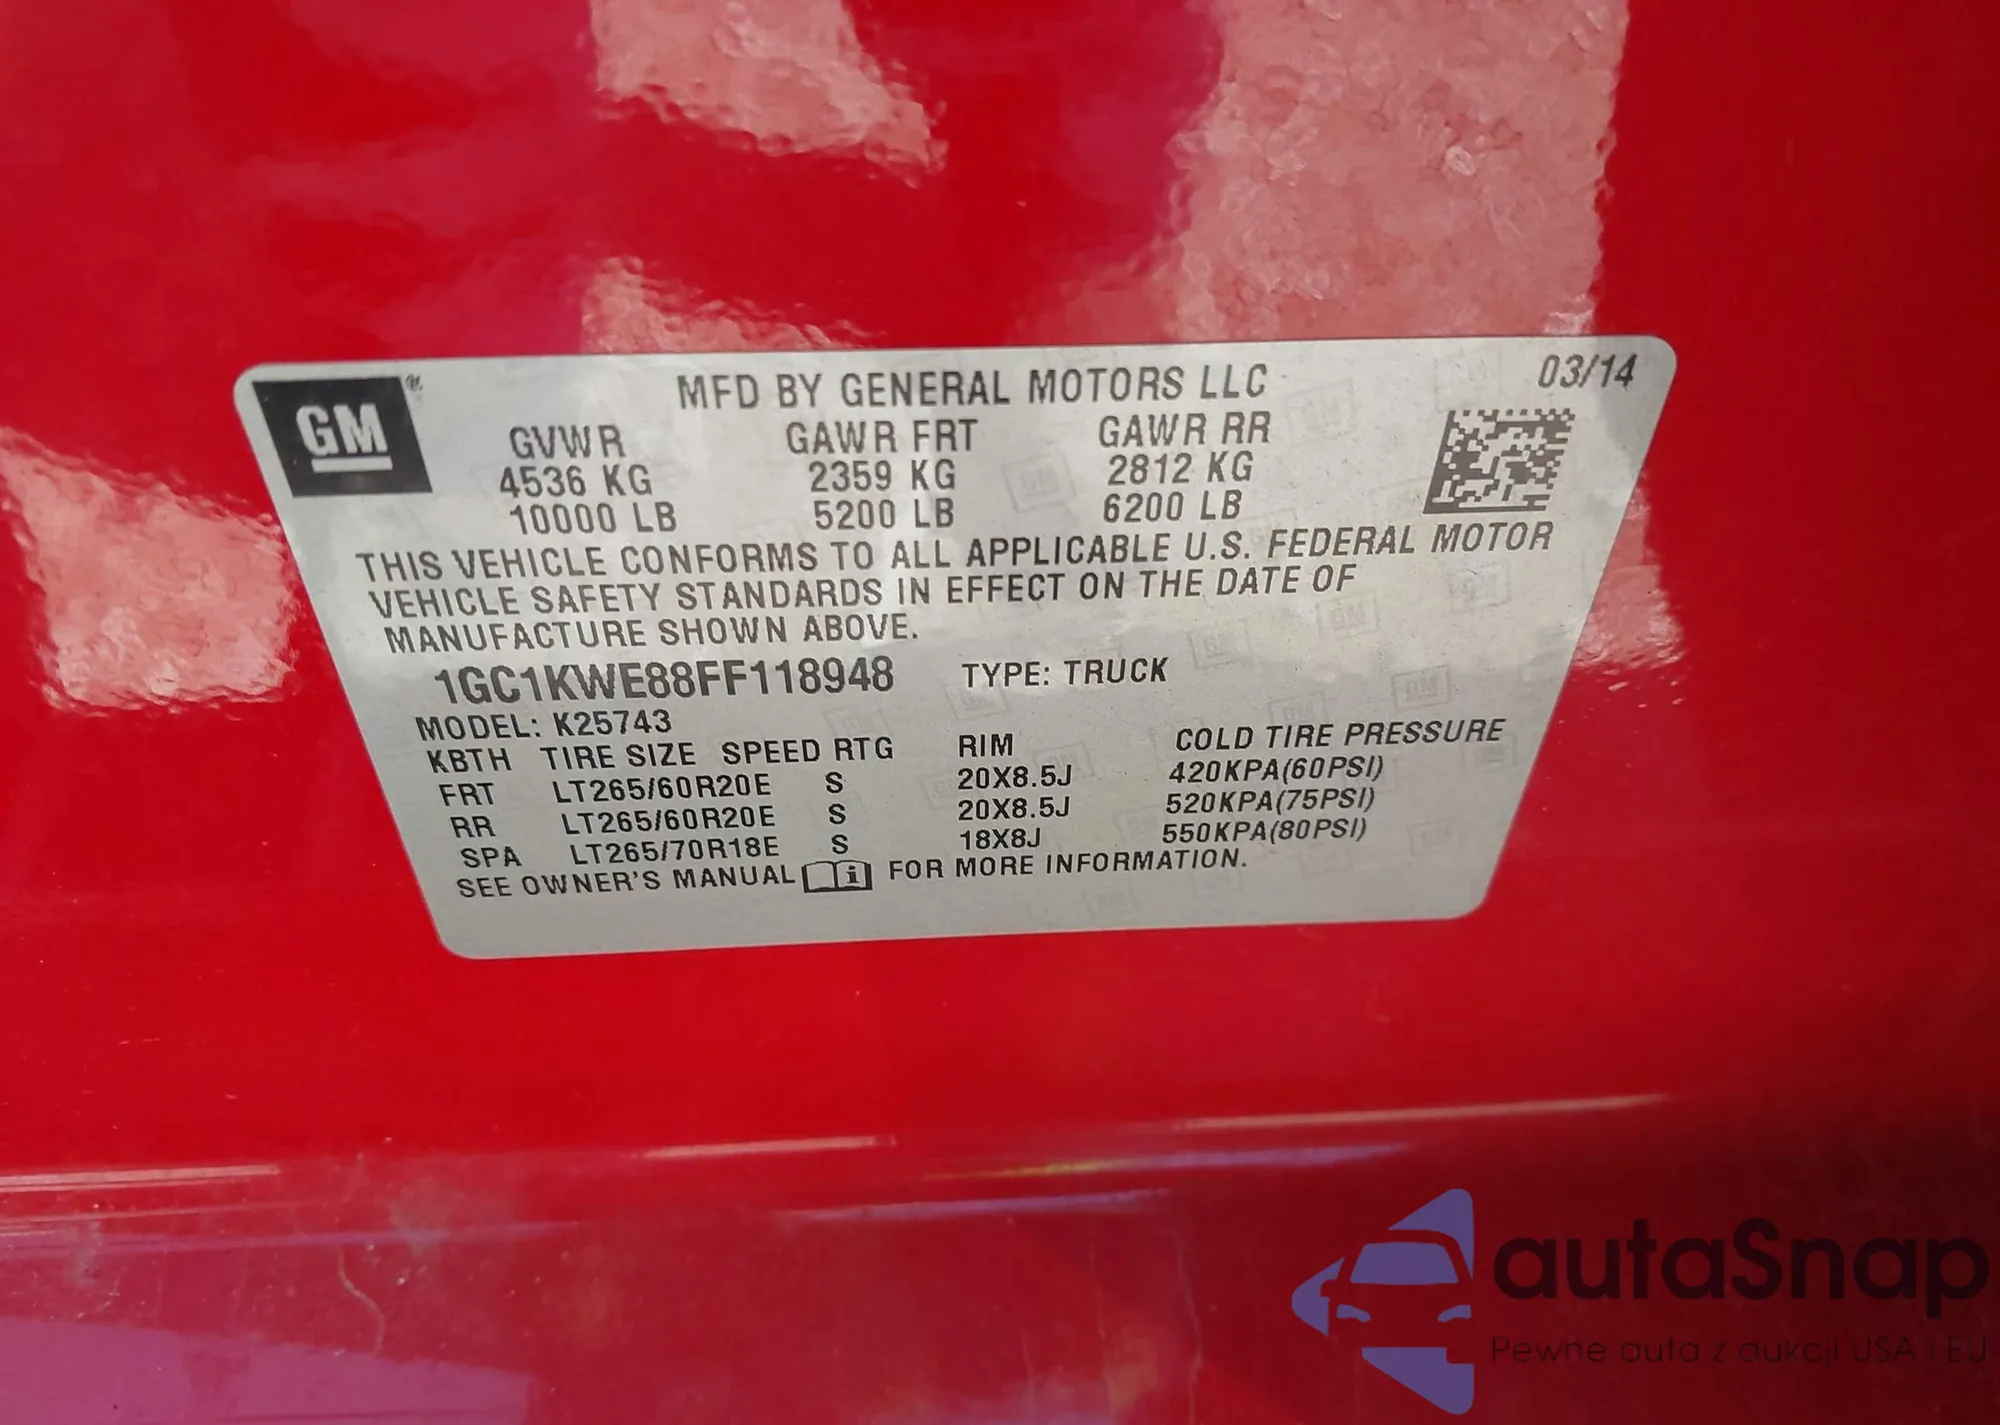 GM
MFD BY GENERAL MOTORS LLC
03/14
GVWR GAWR FRT GAWR RR
4536 KG 2359 KG 2812 KG
10000 LB 5200 LB 6200 LB
THIS VEHICLE CONFORMS TO ALL APPLICABLE U.S. FEDERAL MOTOR
VEHICLE SAFETY STANDARDS IN EFFECT ON THE DATE OF
MANUFACTURE SHOWN ABOVE.
1GC1KWE88FF118948 TYPE: TRUCK
MODEL: K25743
KBTH TIRE SIZE SPEED RTG RIM COLD TIRE PRESSURE
FRT LT265/60R20E S 20X8.5J 420KPA(60PSI)
RR LT265/60R20E S 20X8.5J 520KPA(75PSI)
SPA LT265/70R18E S 18X8J 550KPA(80PSI)
SEE OWNER'S MANUAL i FOR MORE INFORMATION.
autaSnap
Pewne auta z aukcji USA i EU